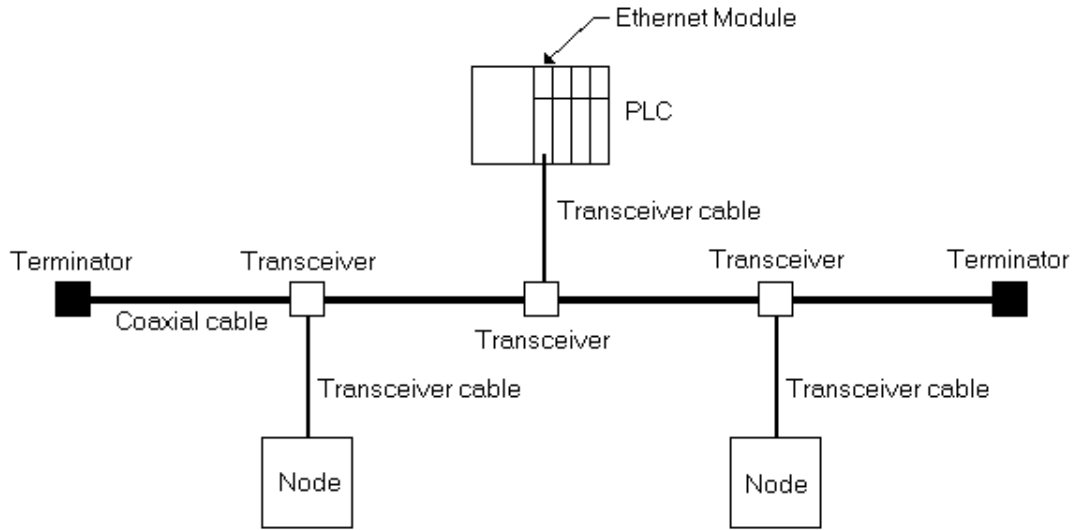 Ethernet Module
PLC
Transceiver cable
Terminator
Transceiver
Transceiver
Terminator
Coaxial cable
Transceiver
Transceiver cable
Transceiver cable
Node
Node